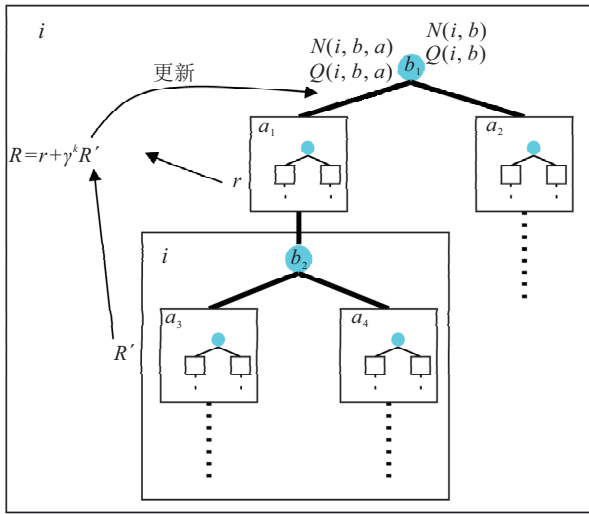 i
N(i, b, a)
Q(i, b, a)
N(i, b)
Q(i, b)
b₁
更新
a₁
a₂
R=r+γᵏR′
r
i
b₂
a₃
a₄
R′